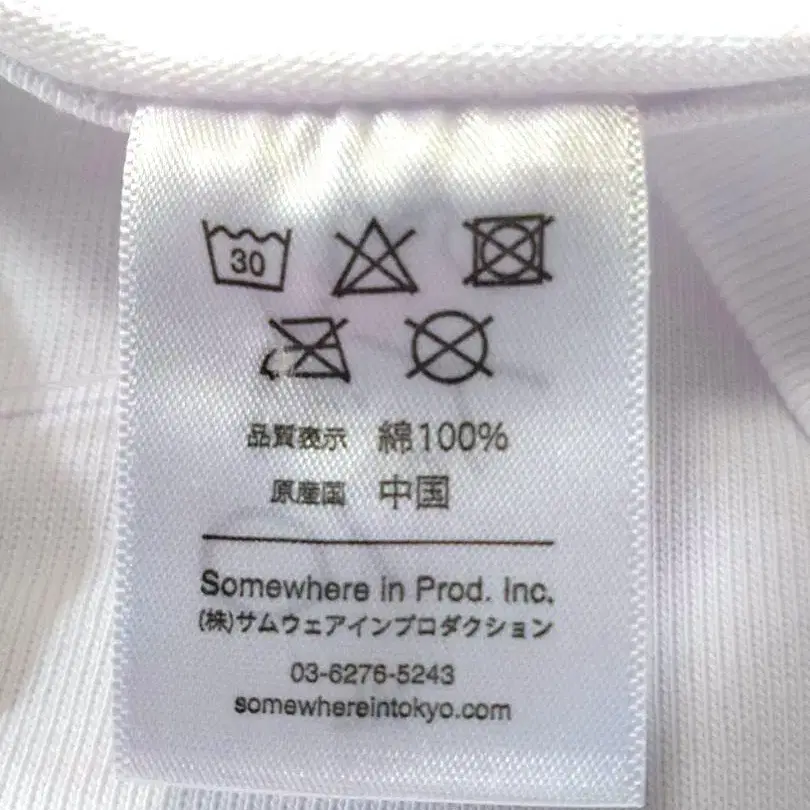 30
品質表示 綿100%
原産国 中国
Somewhere in Prod. Inc.
(株)サムウェアインプロダクション
03-6276-5243
somewhereintokyo.com